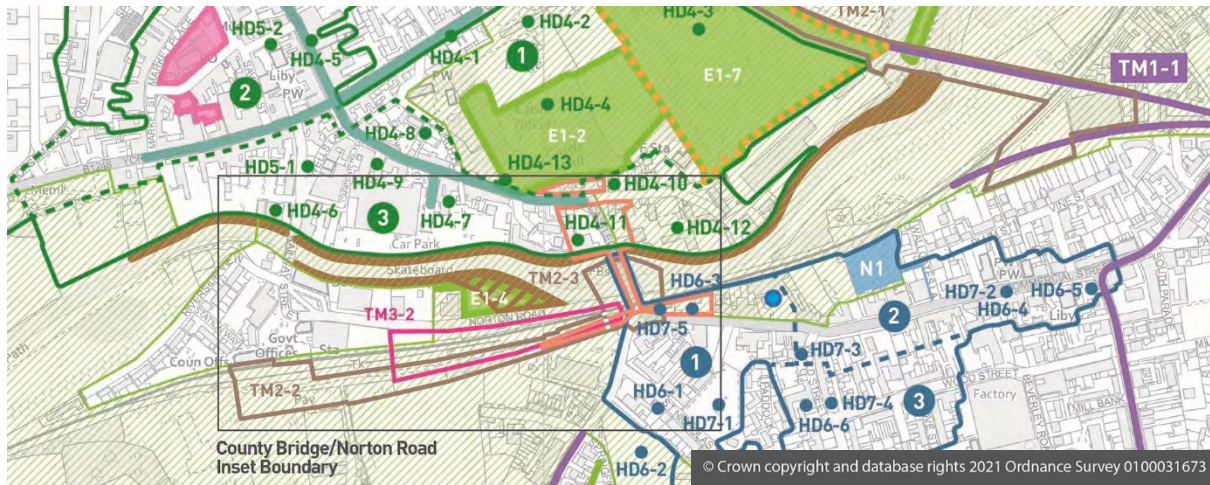 HD5-2
HD4-5
HD4-1
HD4-2
HD4-3
TM2-1
1
E1-7
TM1-1
2
Liby
PW
PW
HD4-4
E1-2
HD4-8
HD4-13
HD5-1
HD4-9
HD4-10
HD4-6
3
HD4-7
HD4-11
HD4-12
Car Park
Skateboard
TM2-3
HD6-3
N1
E1-4
TM3-2
NORTON ROAD
HD7-5
2
HD7-2
HD6-4
HD6-5
Liby
PW
Path
Coun Offs
Govt
Offices
Sta
TM2-2
Pav
1
HD7-3
HD6-1
HD7-1
HD6-6
HD7-4
3
WOOD STREET
Factory
MILL BANK
HD6-2
County Bridge/Norton Road
Inset Boundary
© Crown copyright and database rights 2021 Ordnance Survey 0100031673